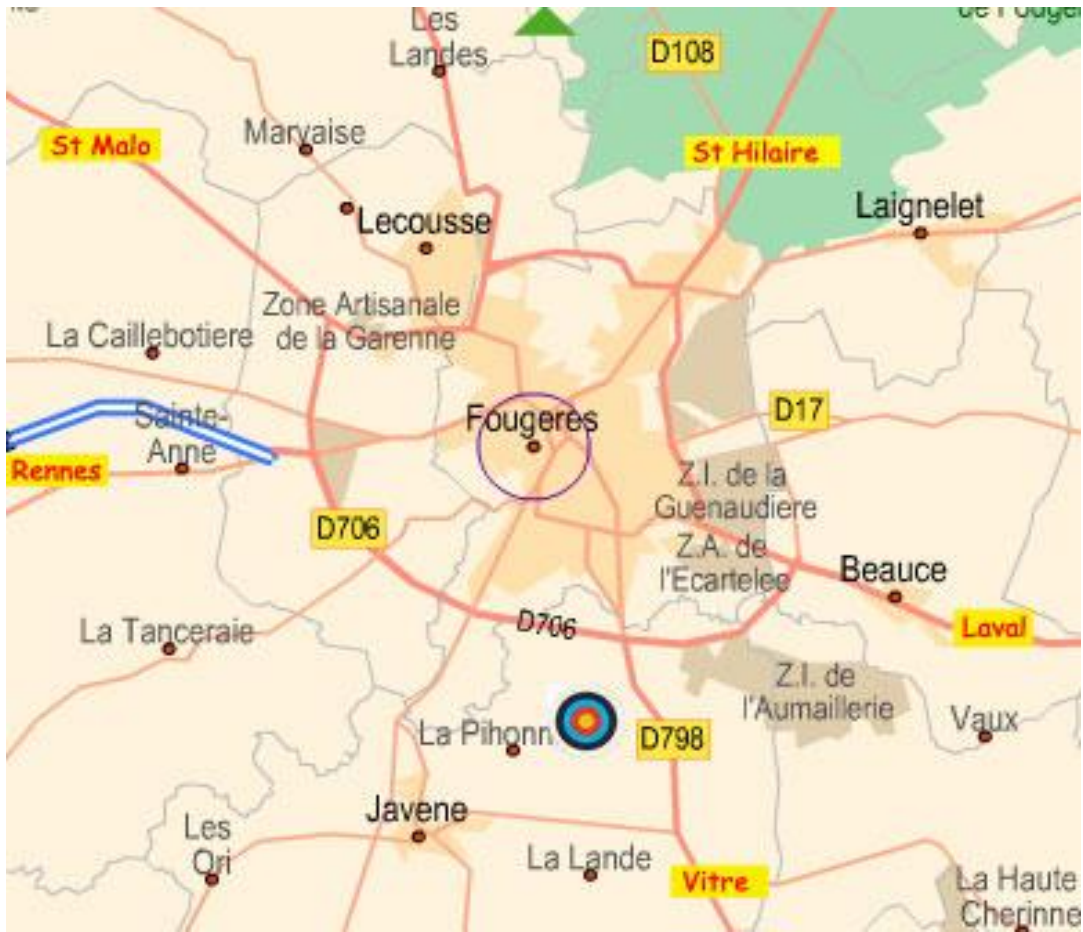 Les
Landes
D108
St Malo
Marvaise
St Hilaire
Lecousse
Laignelet
Zone Artisanale
de la Garenne
La Caillebotiere
Sainte-
Anne
Rennes
Fougeres
D17
Z.I. de la
Guenaudiere
D706
Z.A. de
l'Ecartelee
Beauce
La Tanceraie
D706
Laval
Z.I. de
l'Aumaillerie
La Pihonn
D798
Vaux
Javene
Les
Ori
La Lande
Vitre
La Haute
Cherinne